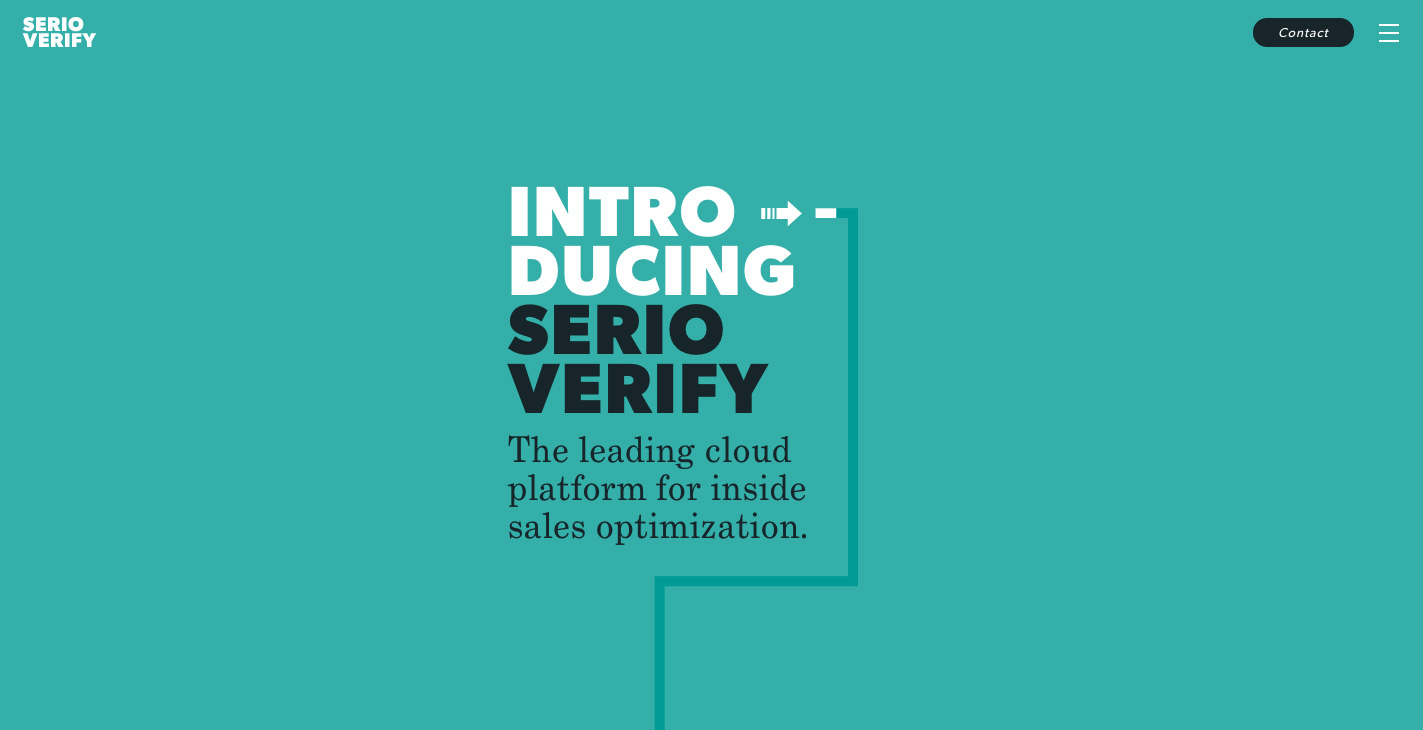 SERIO
VERIFY
Contact
INTRO
DUCING
SERIO
VERIFY
The leading cloud
platform for inside
sales optimization.